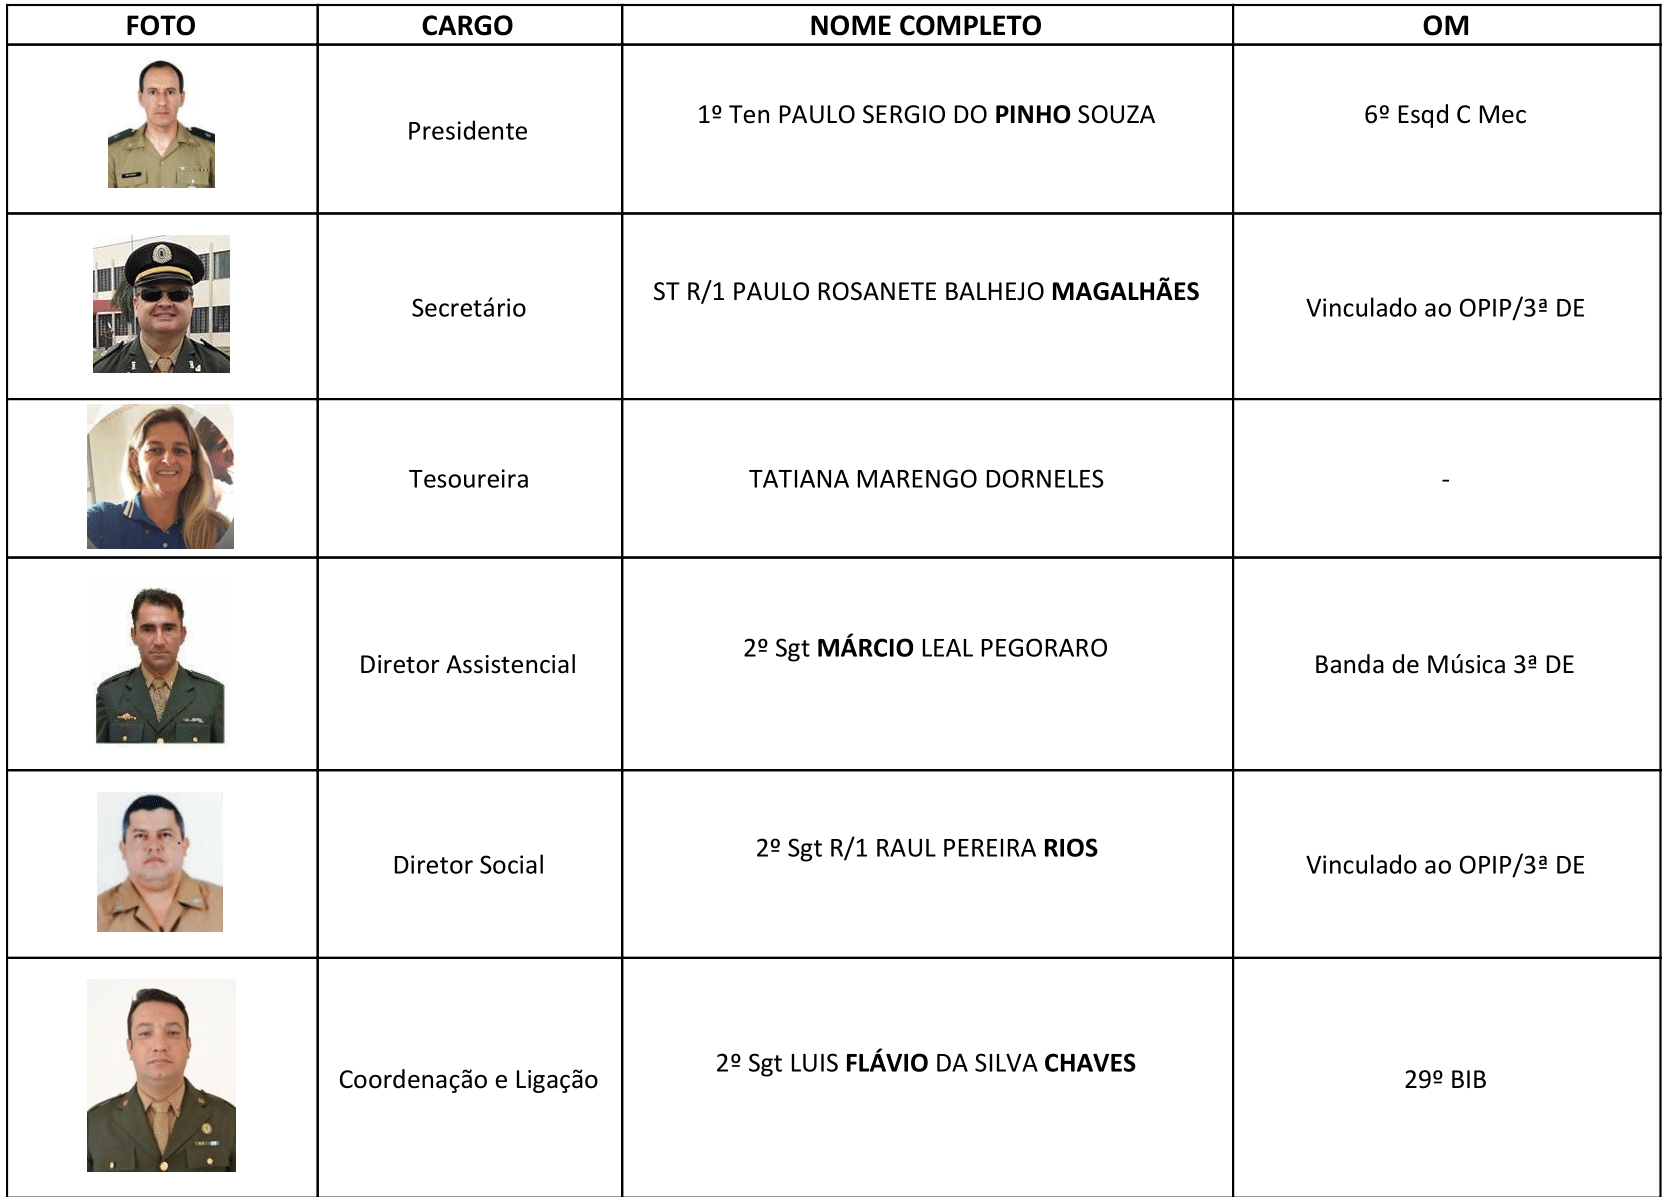 FOTO CARGO NOME COMPLETO OM
Presidente 1º Ten PAULO SERGIO DO PINHO SOUZA 6º Esqd C Mec
Secretário ST R/1 PAULO ROSANETE BALHEJO MAGALHÃES Vinculado ao OPIP/3ª DE
Tesoureira TATIANA MARENGO DORNELES -
Diretor Assistencial 2º Sgt MÁRCIO LEAL PEGORARO Banda de Música 3ª DE
Diretor Social 2º Sgt R/1 RAUL PEREIRA RIOS Vinculado ao OPIP/3ª DE
Coordenação e Ligação 2º Sgt LUIS FLÁVIO DA SILVA CHAVES 29º BIB